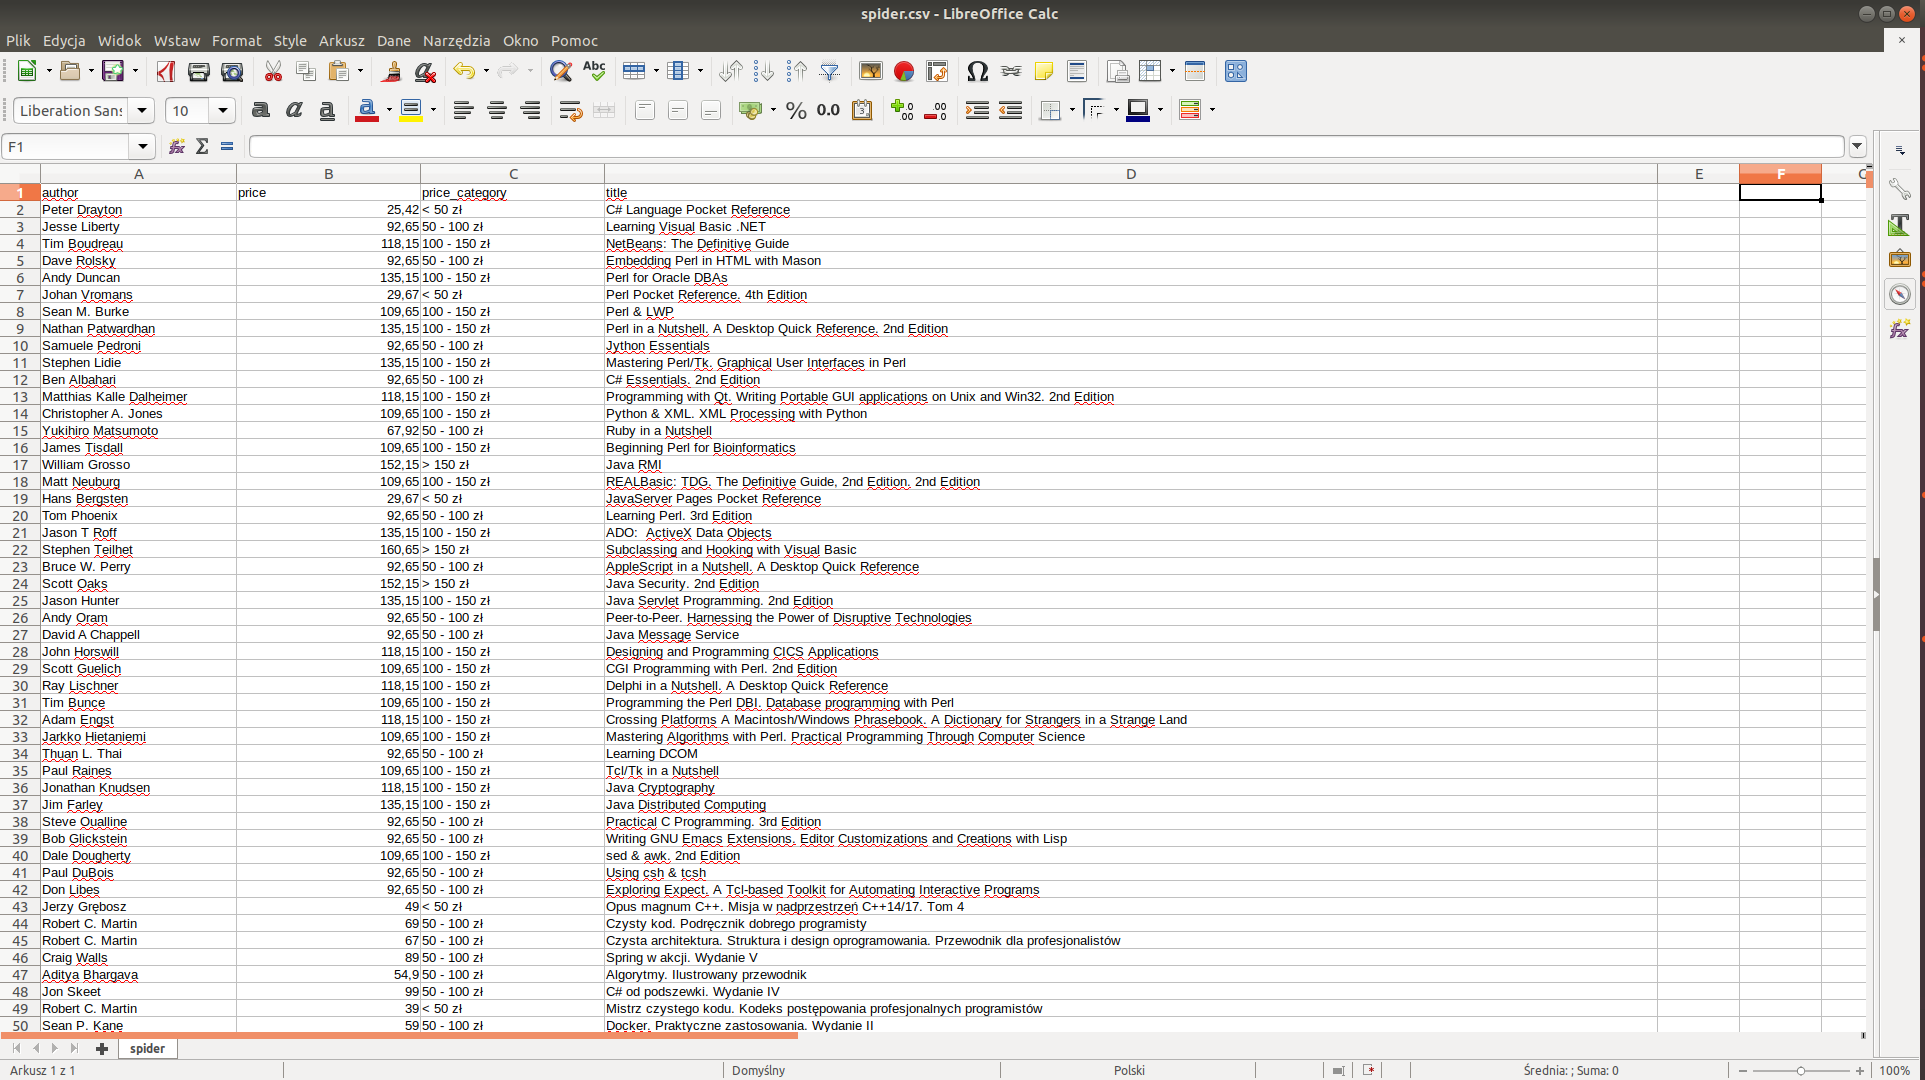 spider.csv - LibreOffice Calc
Plik Edycja Widok Wstaw Format Style Arkusz Dane Narzędzia Okno Pomoc
Liberation Sans 10
F1
A B C D E F
1 author price price_category title
2 Peter Drayton 25,42 < 50 zł C# Language Pocket Reference
3 Jesse Liberty 92,65 50 - 100 zł Learning Visual Basic .NET
4 Tim Boudreau 118,15 100 - 150 zł NetBeans: The Definitive Guide
5 Dave Rolsky 92,65 50 - 100 zł Embedding Perl in HTML with Mason
6 Andy Duncan 135,15 100 - 150 zł Perl for Oracle DBAs
7 Johan Vromans 29,67 < 50 zł Perl Pocket Reference. 4th Edition
8 Sean M. Burke 109,65 100 - 150 zł Perl & LWP
9 Nathan Patwardhan 135,15 100 - 150 zł Perl in a Nutshell. A Desktop Quick Reference. 2nd Edition
10 Samuele Pedroni 92,65 50 - 100 zł Jython Essentials
11 Stephen Lidie 135,15 100 - 150 zł Mastering Perl/Tk. Graphical User Interfaces in Perl
12 Ben Albahari 92,65 50 - 100 zł C# Essentials. 2nd Edition
13 Matthias Kalle Dalheimer 118,15 100 - 150 zł Programming with Qt. Writing Portable GUI applications on Unix and Win32. 2nd Edition
14 Christopher A. Jones 109,65 100 - 150 zł Python & XML. XML Processing with Python
15 Yukihiro Matsumoto 67,92 50 - 100 zł Ruby in a Nutshell
16 James Tisdall 109,65 100 - 150 zł Beginning Perl for Bioinformatics
17 William Grosso 152,15 > 150 zł Java RMI
18 Matt Neuburg 109,65 100 - 150 zł REALBasic: TDG. The Definitive Guide, 2nd Edition. 2nd Edition
19 Hans Bergsten 29,67 < 50 zł JavaServer Pages Pocket Reference
20 Tom Phoenix 92,65 50 - 100 zł Learning Perl. 3rd Edition
21 Jason T Roff 135,15 100 - 150 zł ADO:  ActiveX Data Objects
22 Stephen Teilhet 160,65 > 150 zł Subclassing and Hooking with Visual Basic
23 Bruce W. Perry 92,65 50 - 100 zł AppleScript in a Nutshell. A Desktop Quick Reference
24 Scott Oaks 152,15 > 150 zł Java Security. 2nd Edition
25 Jason Hunter 135,15 100 - 150 zł Java Servlet Programming. 2nd Edition
26 Andy Oram 92,65 50 - 100 zł Peer-to-Peer. Harnessing the Power of Disruptive Technologies
27 David A Chappell 92,65 50 - 100 zł Java Message Service
28 John Horswill 118,15 100 - 150 zł Designing and Programming CICS Applications
29 Scott Guelich 109,65 100 - 150 zł CGI Programming with Perl. 2nd Edition
30 Ray Lischner 118,15 100 - 150 zł Delphi in a Nutshell. A Desktop Quick Reference
31 Tim Bunce 109,65 100 - 150 zł Programming the Perl DBI. Database programming with Perl
32 Adam Engst 118,15 100 - 150 zł Crossing Platforms A Macintosh/Windows Phrasebook. A Dictionary for Strangers in a Strange Land
33 Jarkko Hietaniemi 109,65 100 - 150 zł Mastering Algorithms with Perl. Practical Programming Through Computer Science
34 Thuan L. Thai 92,65 50 - 100 zł Learning DCOM
35 Paul Raines 109,65 100 - 150 zł Tcl/Tk in a Nutshell
36 Jonathan Knudsen 118,15 100 - 150 zł Java Cryptography
37 Jim Farley 135,15 100 - 150 zł Java Distributed Computing
38 Steve Oualline 92,65 50 - 100 zł Practical C Programming. 3rd Edition
39 Bob Glickstein 92,65 50 - 100 zł Writing GNU Emacs Extensions. Editor Customizations and Creations with Lisp
40 Dale Dougherty 109,65 100 - 150 zł sed & awk. 2nd Edition
41 Paul DuBois 92,65 50 - 100 zł Using csh & tcsh
42 Don Libes 92,65 50 - 100 zł Exploring Expect. A Tcl-based Toolkit for Automating Interactive Programs
43 Jerzy Grębosz 49 < 50 zł Opus magnum C++. Misja w nadprzestrzeń C++14/17. Tom 4
44 Robert C. Martin 69 50 - 100 zł Czysty kod. Podręcznik dobrego programisty
45 Robert C. Martin 67 50 - 100 zł Czysta architektura. Struktura i design oprogramowania. Przewodnik dla profesjonalistów
46 Craig Walls 89 50 - 100 zł Spring w akcji. Wydanie V
47 Aditya Bhargava 54,9 50 - 100 zł Algorytmy. Ilustrowany przewodnik
48 Jon Skeet 99 50 - 100 zł C# od podszewki. Wydanie IV
49 Robert C. Martin 39 < 50 zł Mistrz czystego kodu. Kodeks postępowania profesjonalnych programistów
50 Sean P. Kane 59 50 - 100 zł Docker. Praktyczne zastosowania. Wydanie II
spider
Arkusz 1 z 1 Domyślny Polski Średnia: ; Suma: 0 100%